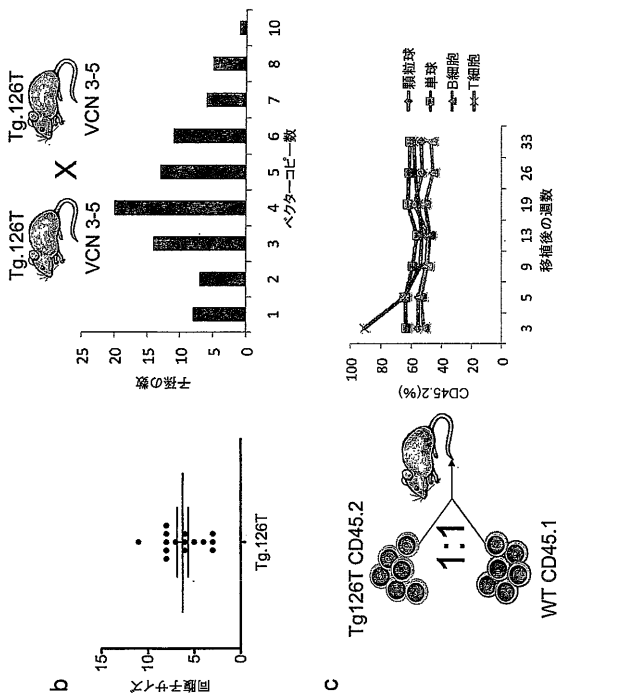 b
同腹子サイズ
15
10
5
0
Tg.126T
Tg.126T
VCN 3-5
X
Tg.126T
VCN 3-5
子孫の数
25
20
15
10
5
0
1 2 3 4 5 6 7 8 10
ベクターコピー数
c
Tg126T CD45.2
1:1
WT CD45.1
CD45.2(%)
100
80
60
40
20
0
3 5 9 13 19 26 33
移植後の週数
顆粒球
単球
B細胞
T細胞